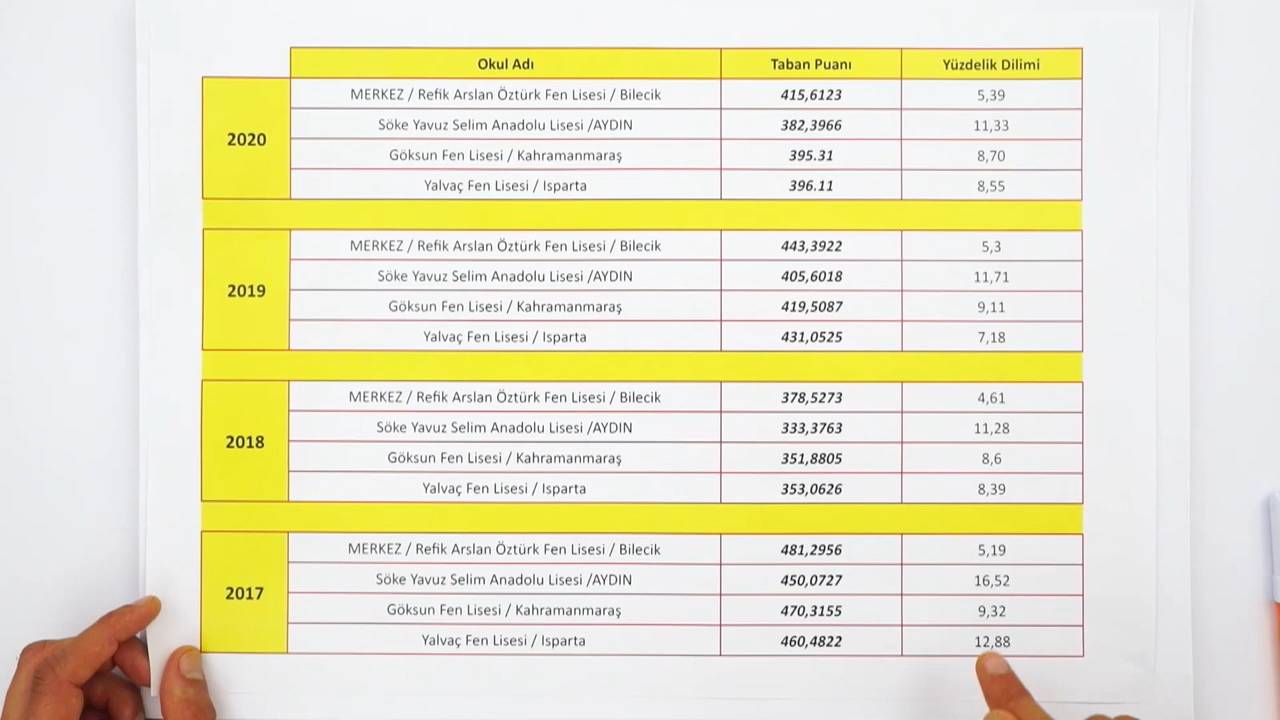 Okul Adı Taban Puanı Yüzdelik Dilimi
MERKEZ / Refik Arslan Öztürk Fen Lisesi / Bilecik 415,6123 5,39
Söke Yavuz Selim Anadolu Lisesi /AYDIN 382,3966 11,33
2020
Göksun Fen Lisesi / Kahramanmaraş 395.31 8,70
Yalvaç Fen Lisesi / Isparta 396.11 8,55
MERKEZ / Refik Arslan Öztürk Fen Lisesi / Bilecik 443,3922 5,3
Söke Yavuz Selim Anadolu Lisesi /AYDIN 405,6018 11,71
2019
Göksun Fen Lisesi / Kahramanmaraş 419,5087 9,11
Yalvaç Fen Lisesi / Isparta 431,0525 7,18
MERKEZ / Refik Arslan Öztürk Fen Lisesi / Bilecik 378,5273 4,61
Söke Yavuz Selim Anadolu Lisesi /AYDIN 333,3763 11,28
2018
Göksun Fen Lisesi / Kahramanmaraş 351,8805 8,6
Yalvaç Fen Lisesi / Isparta 353,0626 8,39
MERKEZ / Refik Arslan Öztürk Fen Lisesi / Bilecik 481,2956 5,19
Söke Yavuz Selim Anadolu Lisesi /AYDIN 450,0727 16,52
2017
Göksun Fen Lisesi / Kahramanmaraş 470,3155 9,32
Yalvaç Fen Lisesi / Isparta 460,4822 12,88